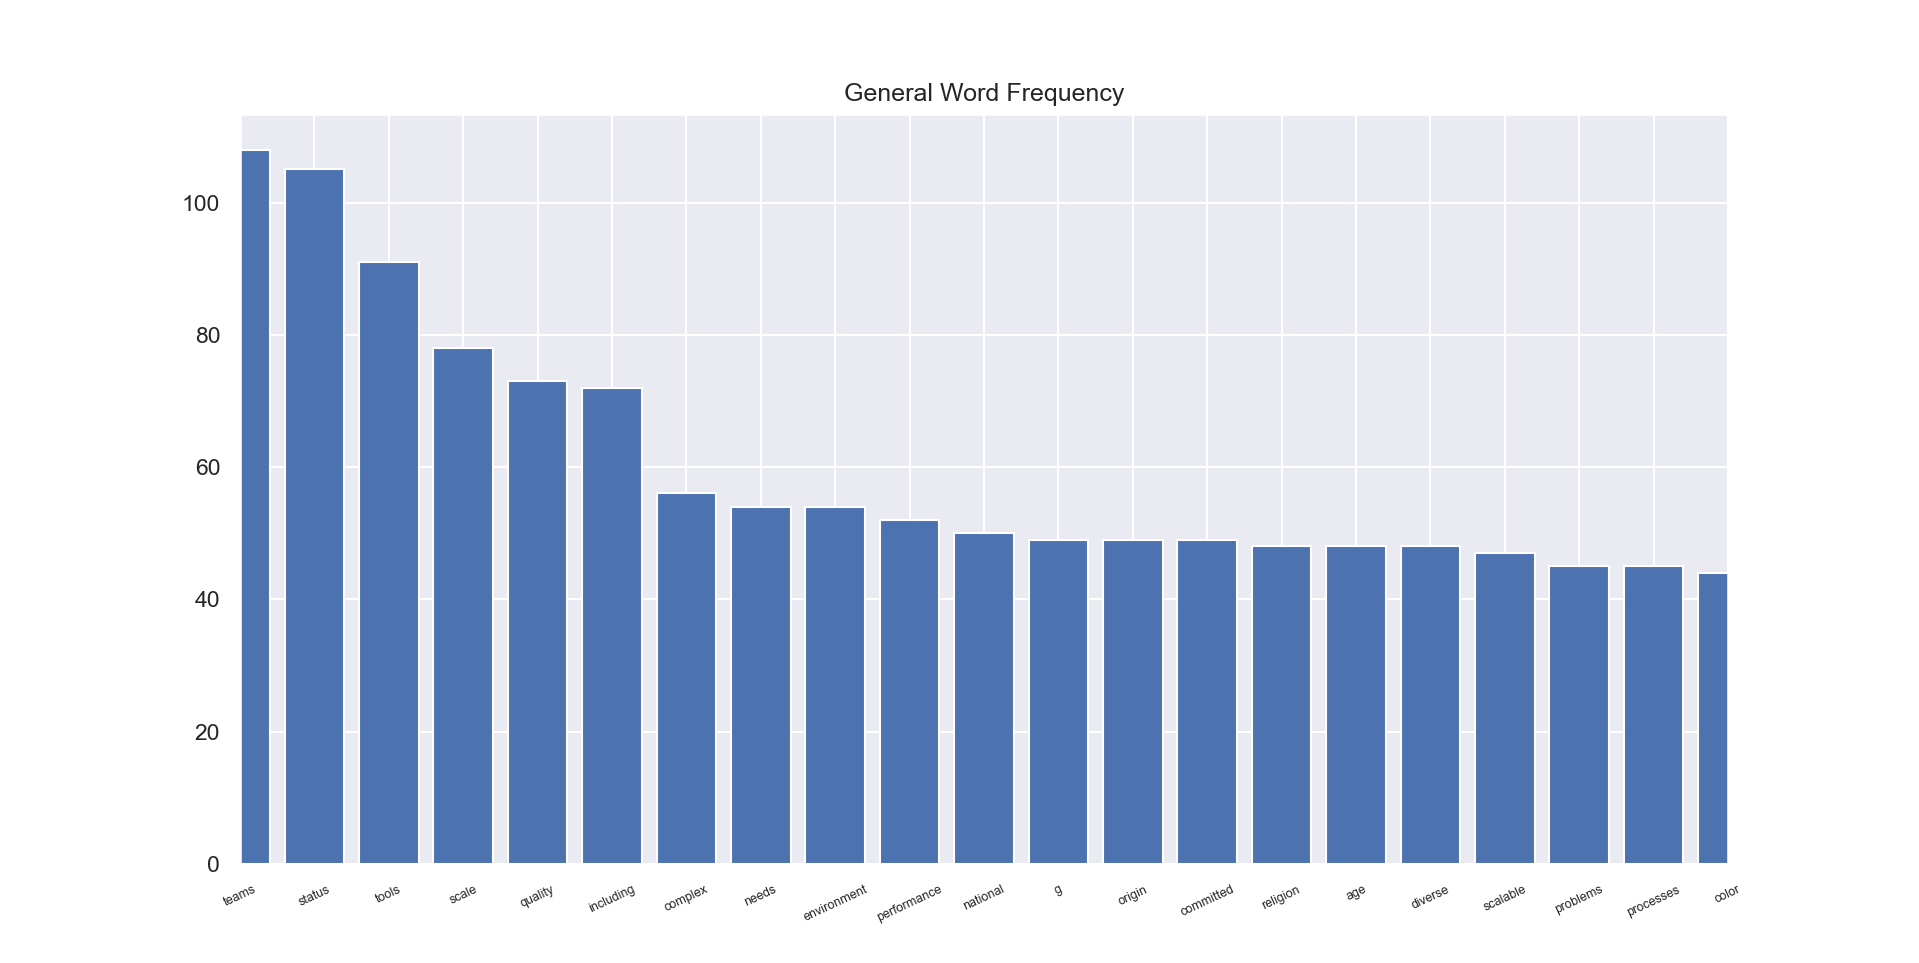 General Word Frequency
100
80
60
40
20
0
teams
status
tools
scale
quality
including
complex
needs
environment
performance
national
g
origin
committed
religion
age
diverse
scalable
problems
processes
color